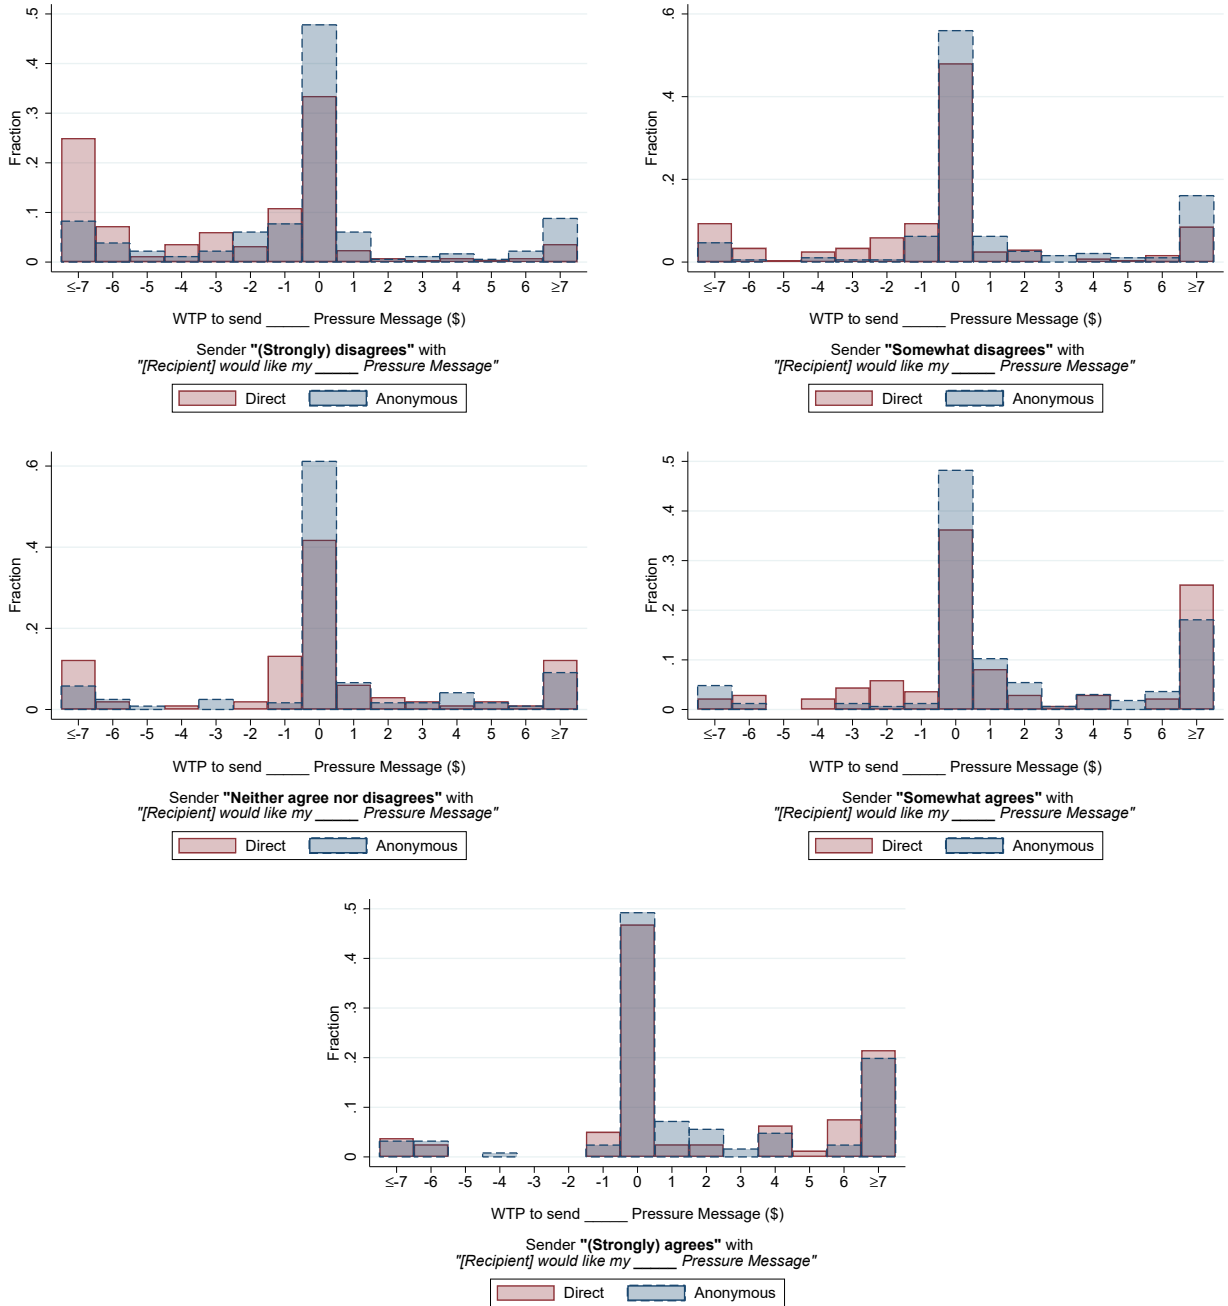 .5
.4
.3
.2
.1
0
Fraction
≤-7 -6 -5 -4 -3 -2 -1 0 1 2 3 4 5 6 ≥7
WTP to send _____ Pressure Message ($)
Sender "(Strongly) disagrees" with
"[Recipient] would like my _____ Pressure Message"
Direct Anonymous
.6
.4
.2
0
Fraction
≤-7 -6 -5 -4 -3 -2 -1 0 1 2 3 4 5 6 ≥7
WTP to send _____ Pressure Message ($)
Sender "Somewhat disagrees" with
"[Recipient] would like my _____ Pressure Message"
Direct Anonymous
.6
.4
.2
0
Fraction
≤-7 -6 -5 -4 -3 -2 -1 0 1 2 3 4 5 6 ≥7
WTP to send _____ Pressure Message ($)
Sender "Neither agree nor disagrees" with
"[Recipient] would like my _____ Pressure Message"
Direct Anonymous
.5
.4
.3
.2
.1
0
Fraction
≤-7 -6 -5 -4 -3 -2 -1 0 1 2 3 4 5 6 ≥7
WTP to send _____ Pressure Message ($)
Sender "Somewhat agrees" with
"[Recipient] would like my _____ Pressure Message"
Direct Anonymous
.5
.4
.3
.2
.1
0
Fraction
≤-7 -6 -5 -4 -3 -2 -1 0 1 2 3 4 5 6 ≥7
WTP to send _____ Pressure Message ($)
Sender "(Strongly) agrees" with
"[Recipient] would like my _____ Pressure Message"
Direct Anonymous